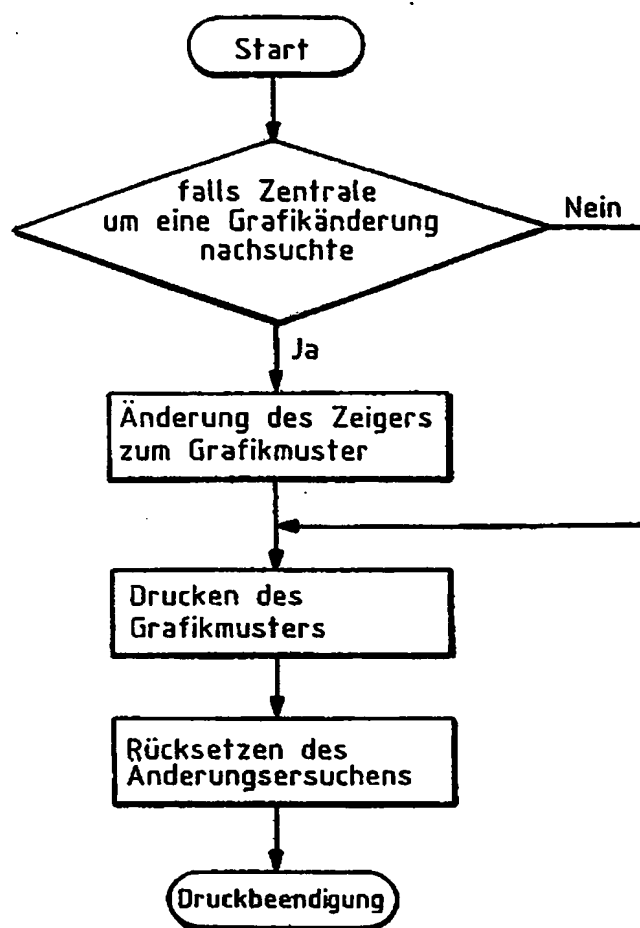 Start
falls Zentrale
um eine Grafikänderung
nachsuchte
Nein
Ja
Änderung des Zeigers
zum Grafikmuster
Drucken des
Grafikmusters
Rücksetzen des
Änderungsersuchens
Druckbeendigung